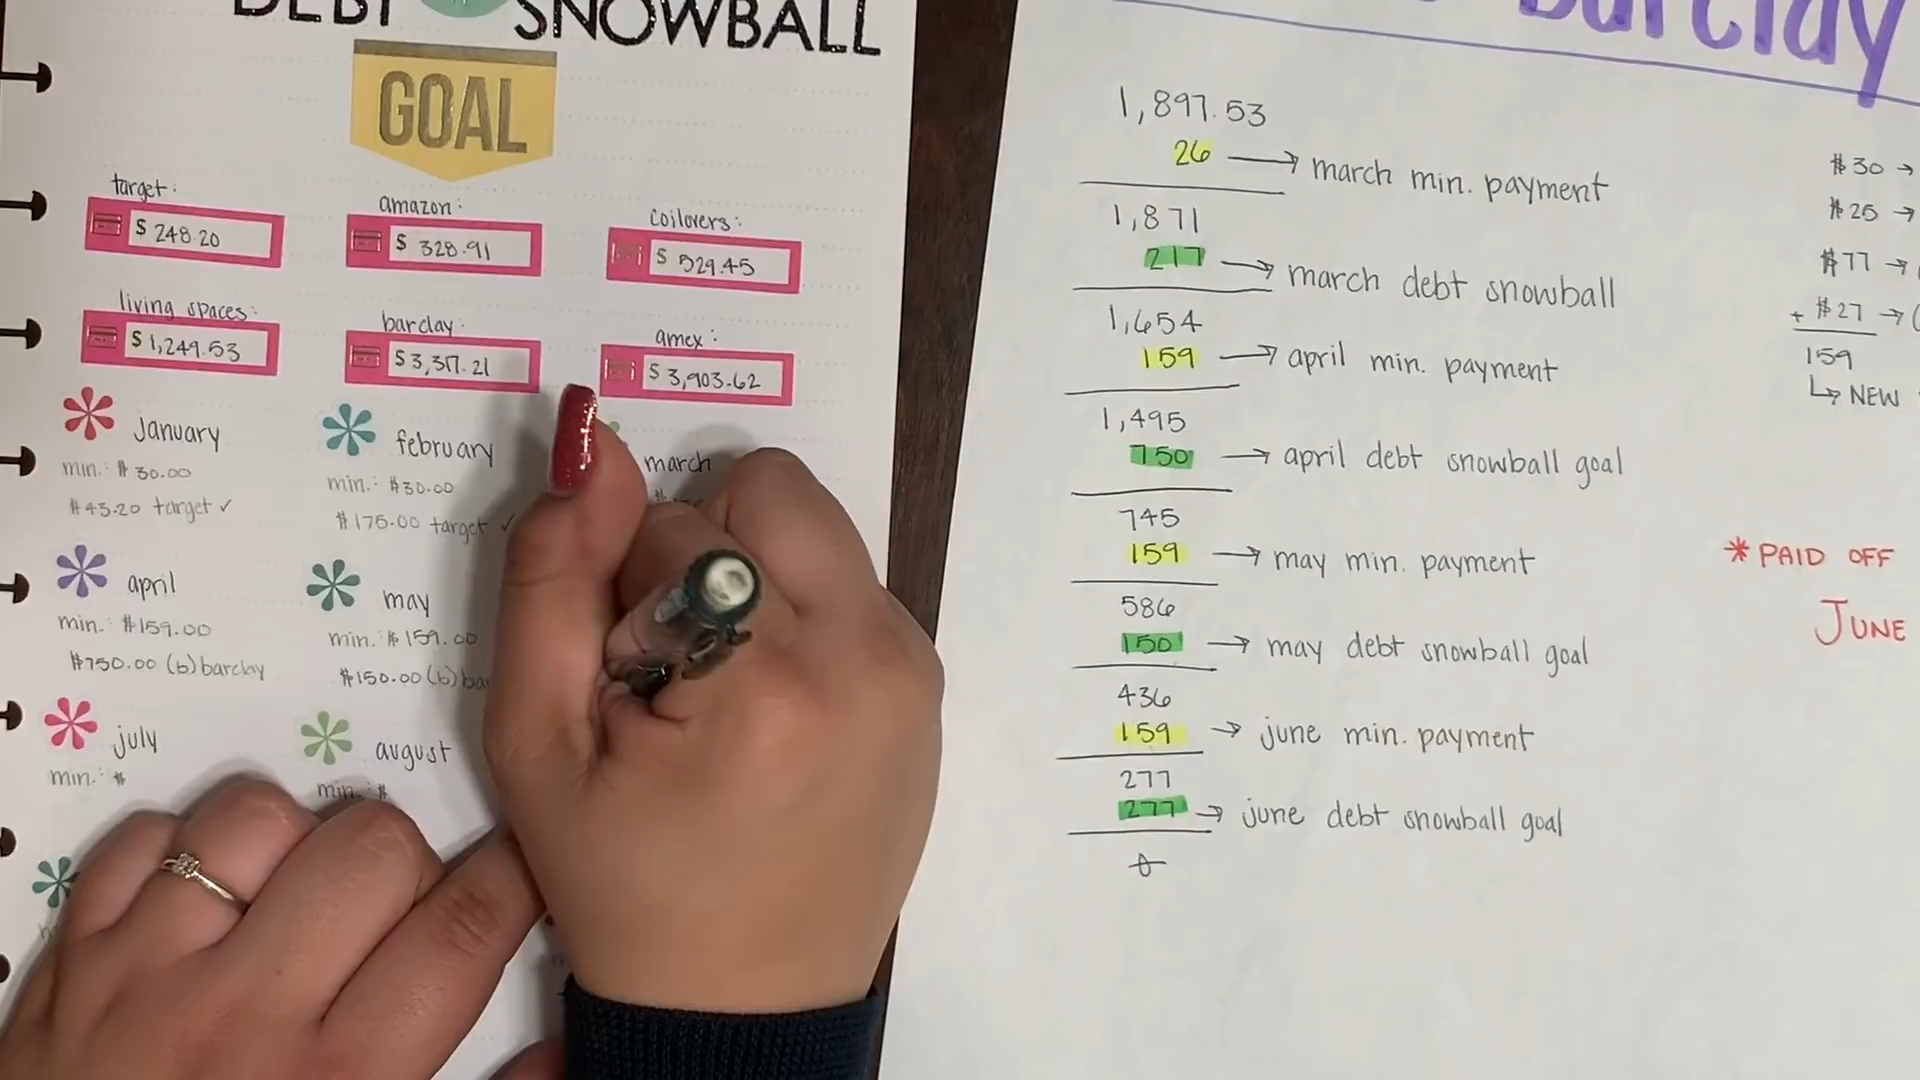 DEBT SNOWBALL
GOAL
target:
$ 248.20
amazon:
$ 328.91
coilovers:
$ 529.45
living spaces:
$ 1,249.53
barclay:
$ 3,317.21
amex:
$ 3,903.62
january
min.: $30.00
$43.20 target ✓
february
min.: $30.00
$175.00 target ✓
march
april
min.: $159.00
$750.00 (b) barclay
may
min.: $159.00
$150.00 (b) bar
july
min.: $
august
min.: $
barclay
1,897.53
26 → march min. payment
1,871
217 → march debt snowball
1,654
159 → april min. payment
1,495
750 → april debt snowball goal
745
159 → may min. payment
586
150 → may debt snowball goal
436
159 → june min. payment
277
277 → june debt snowball goal
0
$30 →
$25 →
$77 →
+ $27 → (
159
↳ NEW
* PAID OFF
JUNE